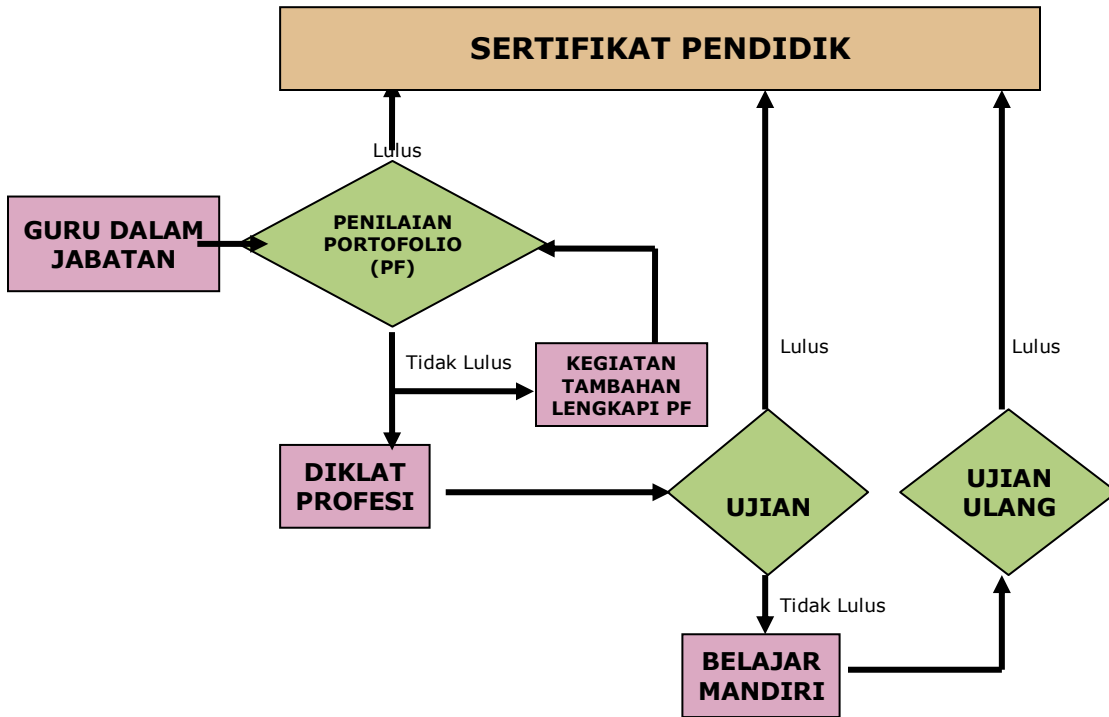 SERTIFIKAT PENDIDIK
Lulus
GURU DALAM
JABATAN
PENILAIAN
PORTOFOLIO
(PF)
Tidak Lulus
KEGIATAN
TAMBAHAN
LENGKAPI PF
Lulus
Lulus
DIKLAT
PROFESI
UJIAN
UJIAN
ULANG
Tidak Lulus
BELAJAR
MANDIRI